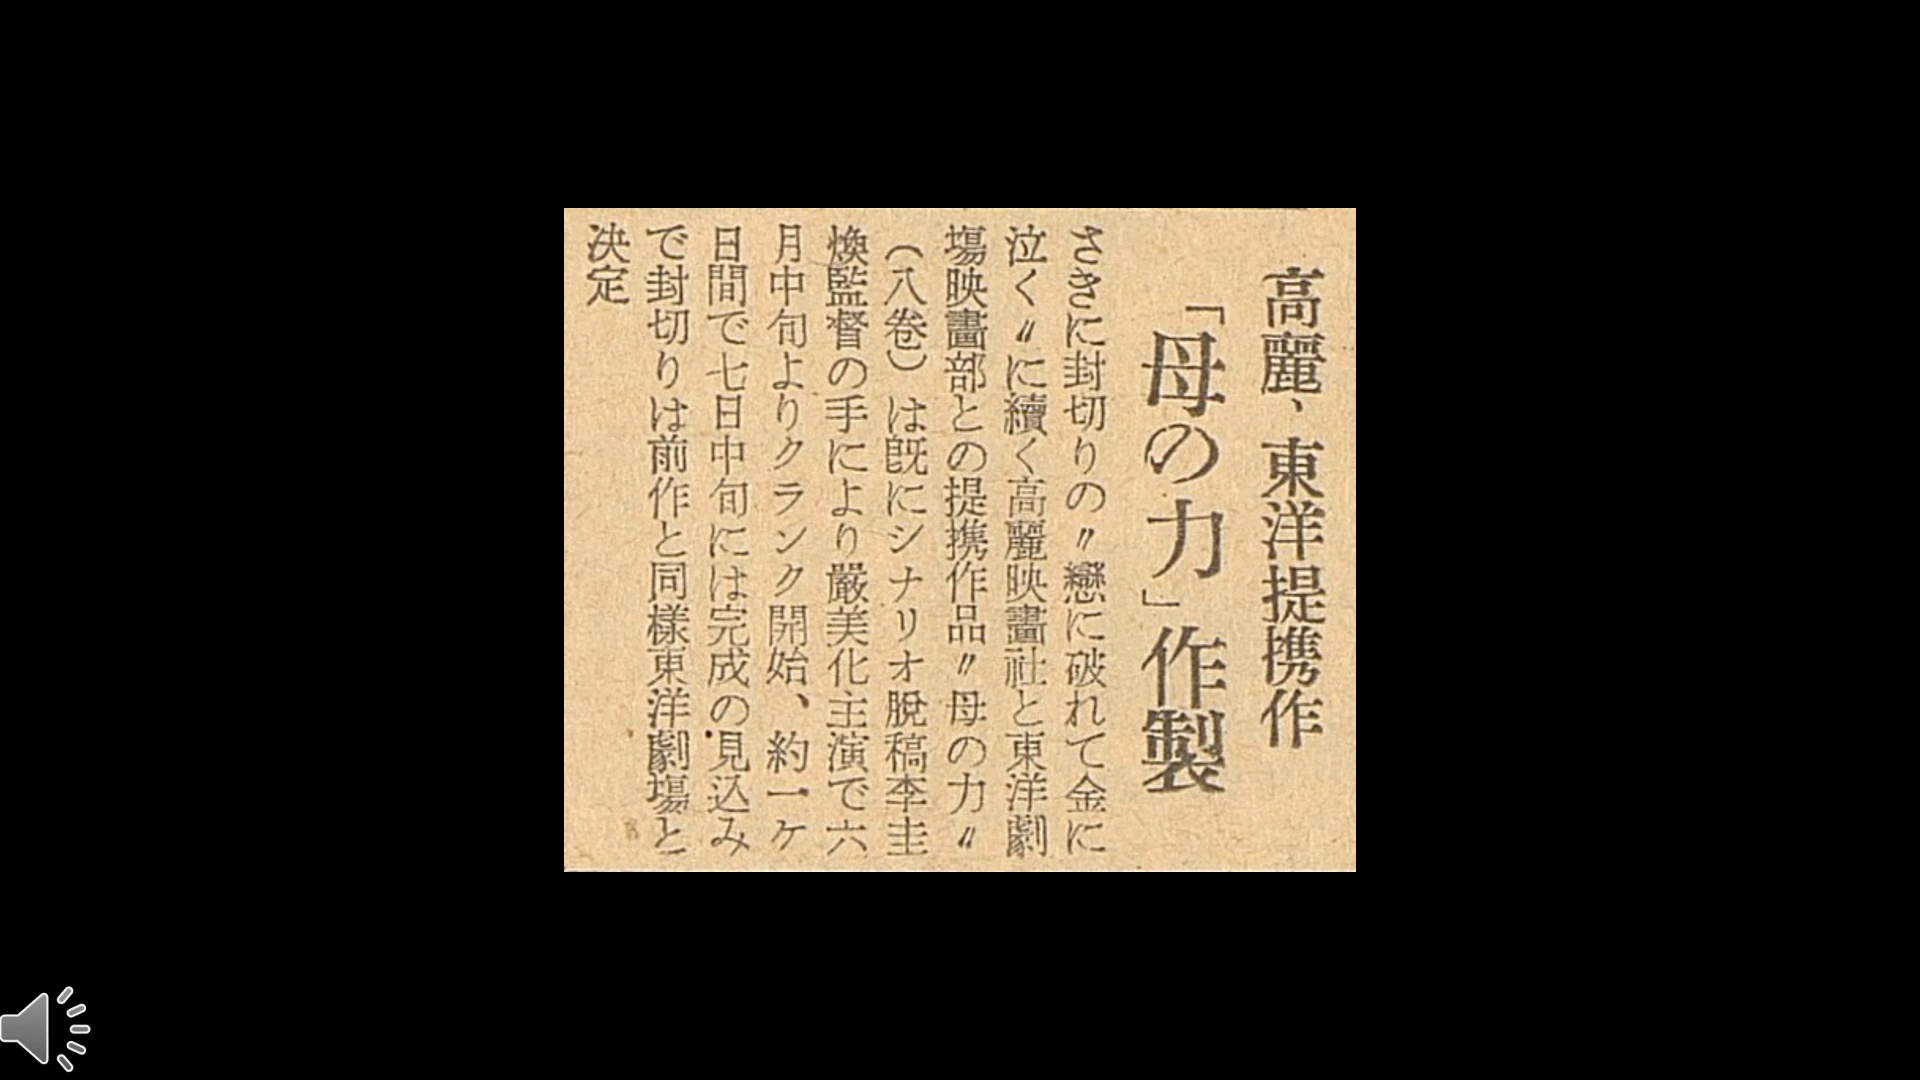 高麗、東洋提携作
「母の力」作製
さきに封切りの〃戀に破れて金に
泣く〃に續く高麗映畫社と東洋劇
場映畫部との提携作品〃母の力〃
（八卷）は既にシナリオ脫稿李圭
煥監督の手により嚴美化主演で六
月中旬よりクランク開始、約一ケ
日間で七日中旬には完成の見込み
で封切りは前作と同樣東洋劇場と
決定